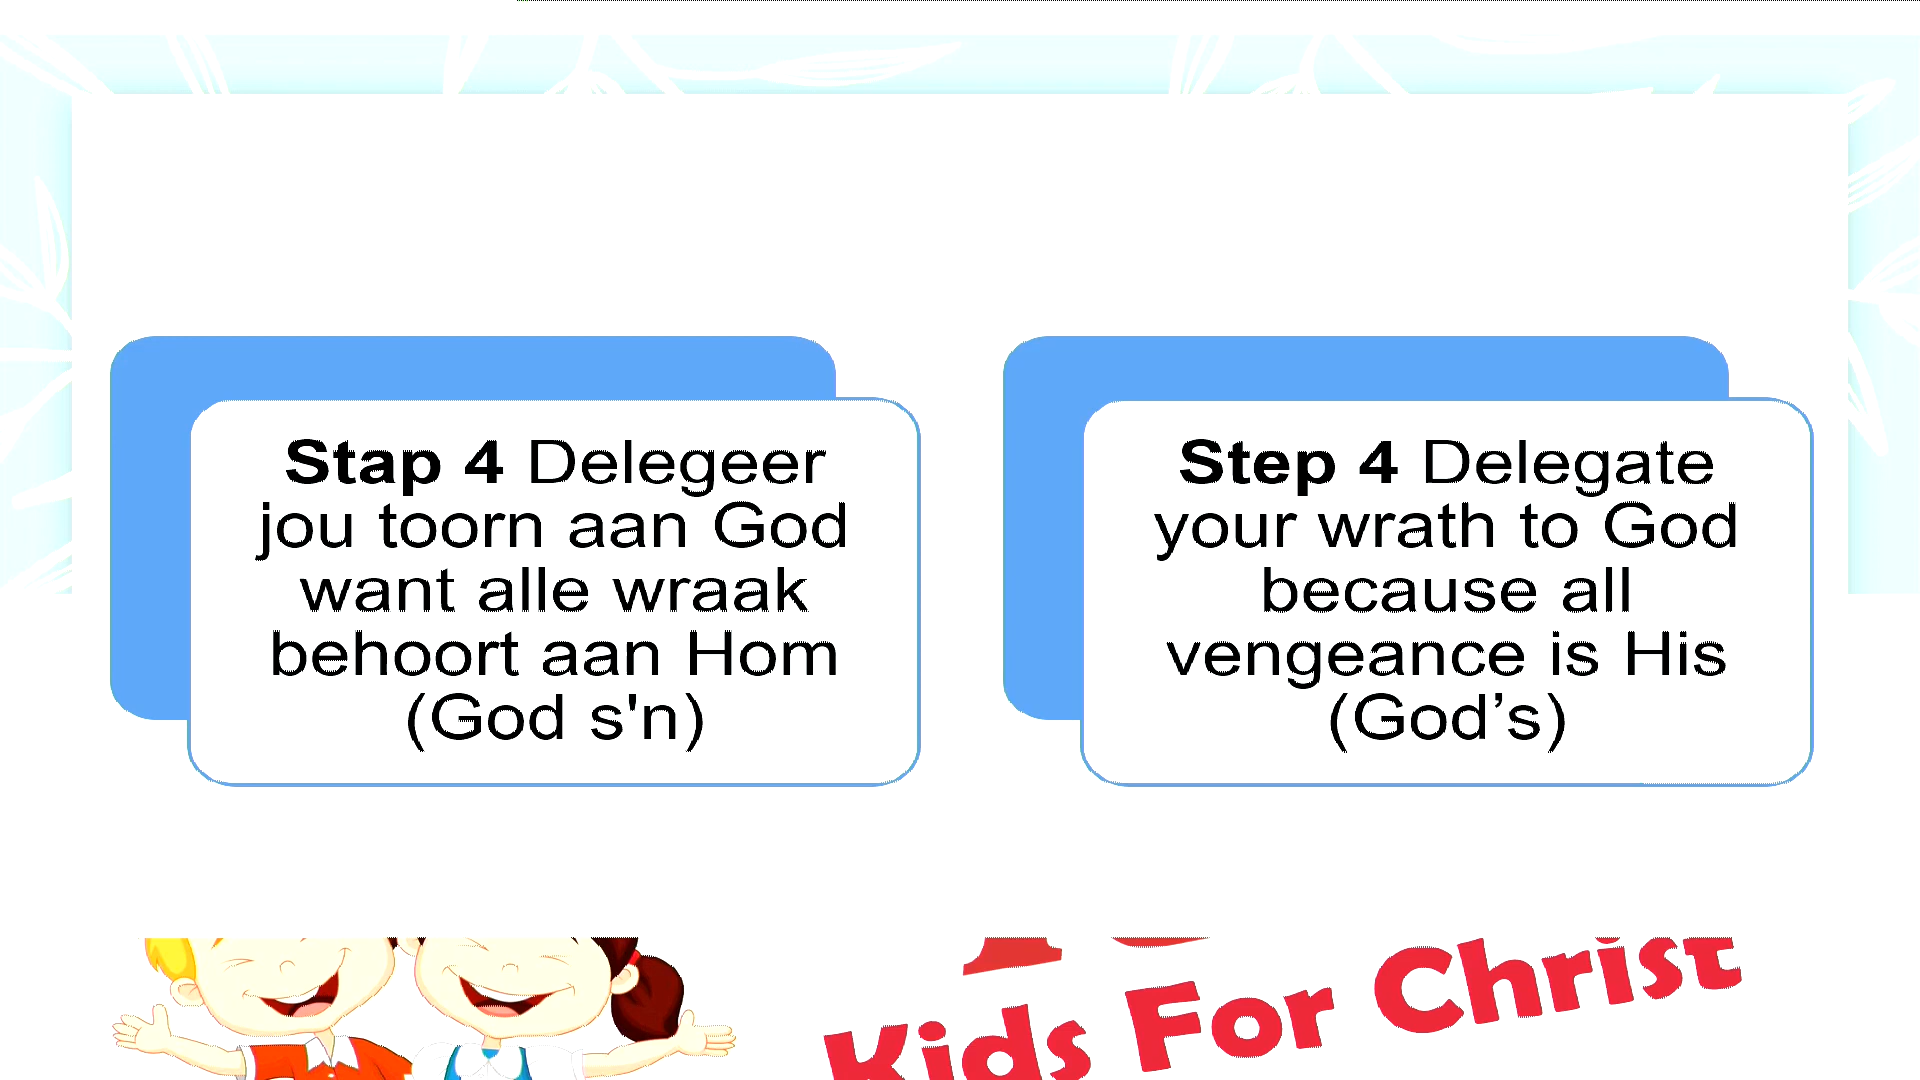 Stap 4 Delegeer
jou toorn aan God
want alle wraak
behoort aan Hom
(God s'n)
Step 4 Delegate
your wrath to God
because all
vengeance is His
(God’s)
Kids For Christ